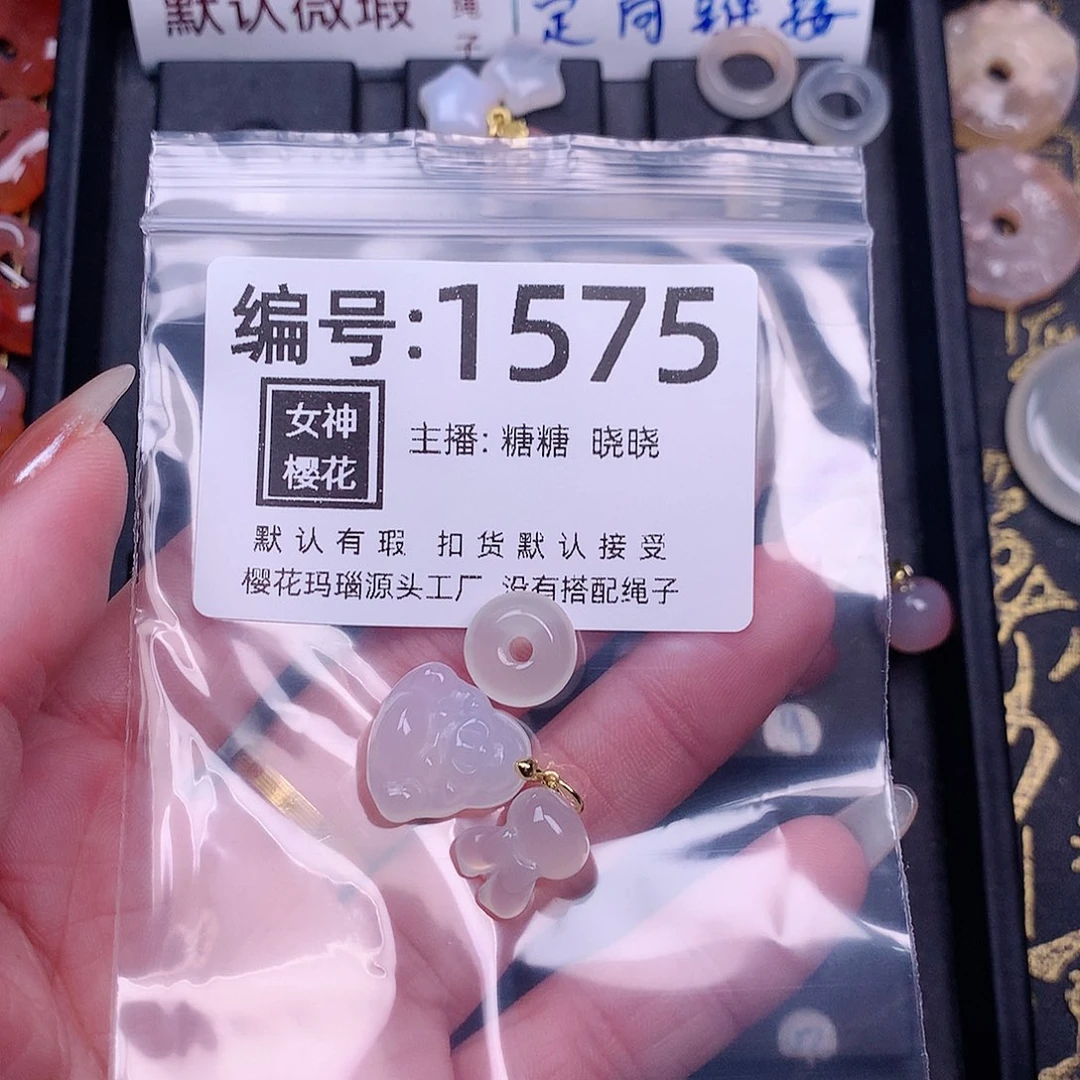 默认微瑕
绳子
定向链接
编号:1575
女神
樱花
主播: 糖糖 晓晓
默认有瑕 扣货默认接受
樱花玛瑙源头工厂 没有搭配绳子